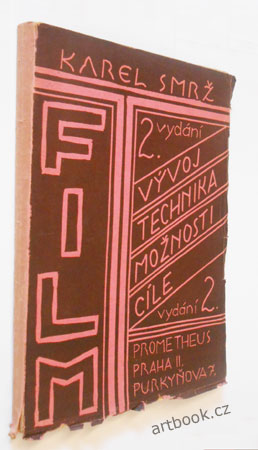 KAREL SMRŽ
FILM
2. vydání
VÝVOJ
TECHNIKA
MOŽNOSTI
CÍLE
vydání 2.
PROMETHEUS
PRAHA II.
PURKYŇOVA 7.
artbook.cz